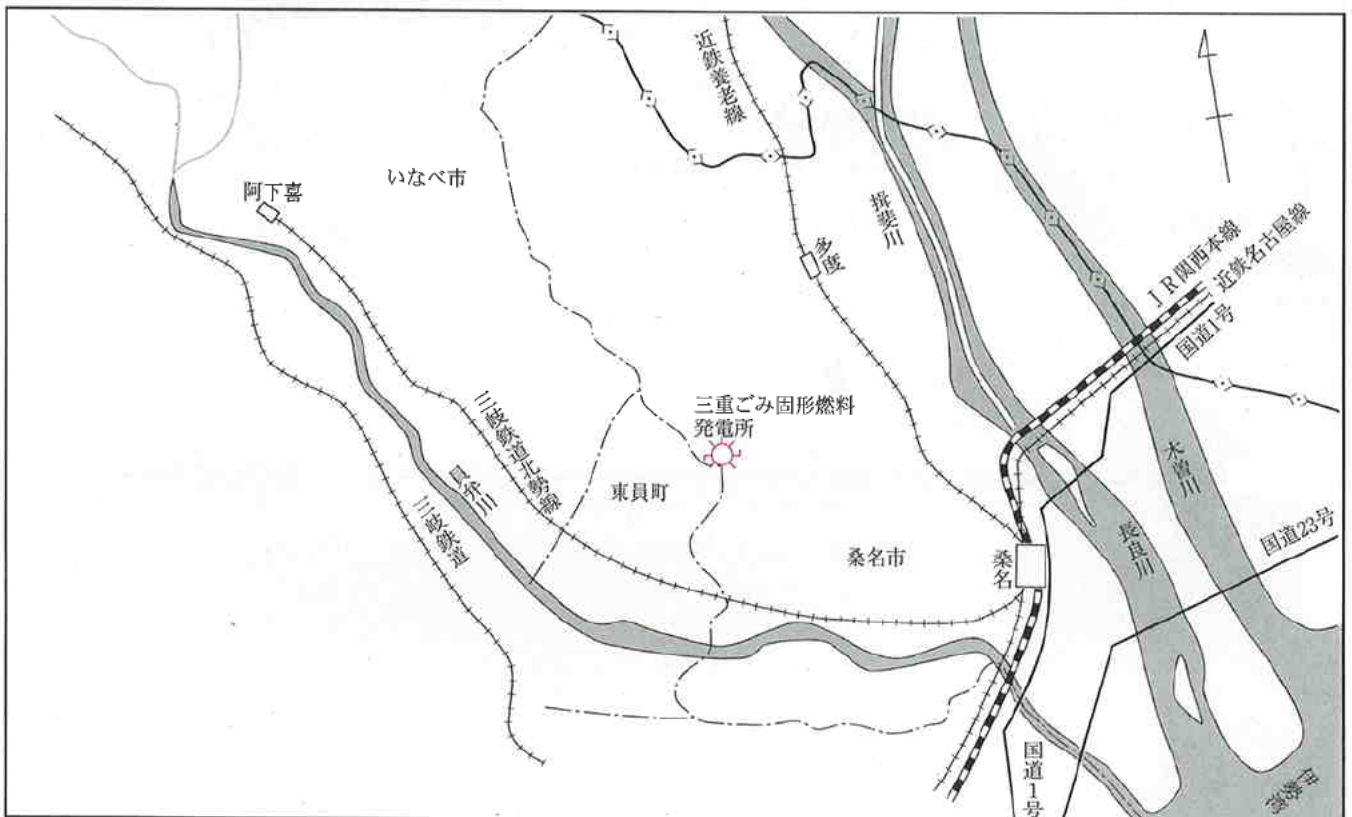 近鉄養老線
いなべ市
阿下喜
揖斐川
多度
JR関西本線
近鉄名古屋線
国道1号
三重ごみ固形燃料
発電所
三岐鉄道北勢線
員弁川
三岐鉄道
東員町
木曽川
国道23号
長良川
桑名市
桑名
国道1号
伊勢湾